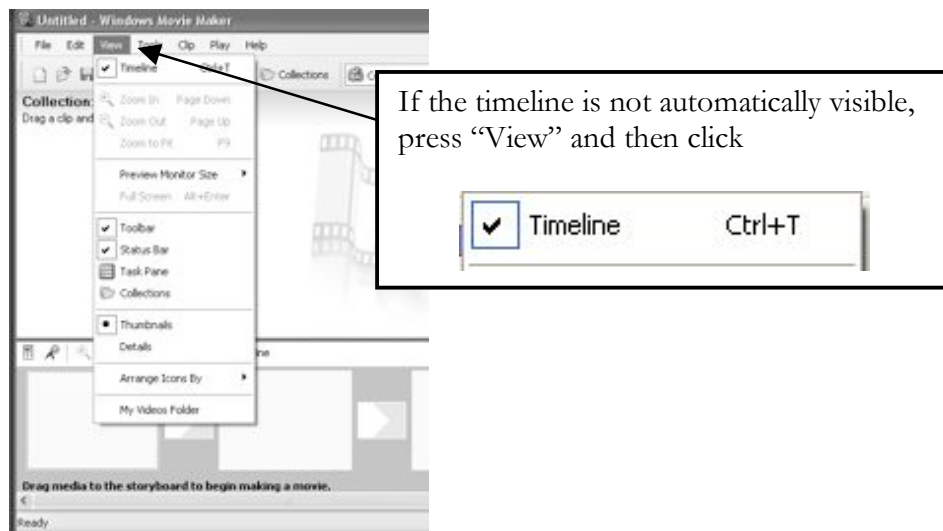 Untitled - Windows Movie Maker
File Edit View Tools Clip Play Help
Timeline Ctrl+T
Collections
Collection:
Drag a clip and
Zoom In Page Down
Zoom Out Page Up
Zoom to Fit F9
Preview Monitor Size
Full Screen Alt+Enter
Toolbar
Status Bar
Task Pane
Collections
Thumbnails
Details
Arrange Icons By
My Videos Folder
Drag media to the storyboard to begin making a movie.
Ready
If the timeline is not automatically visible,
press “View” and then click
Timeline Ctrl+T